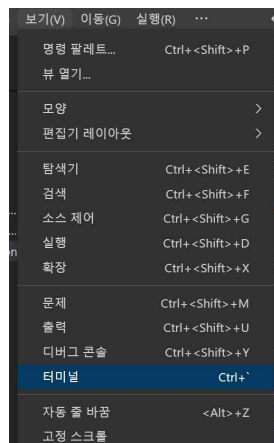 보기(V) 이동(G) 실행(R) ···
명령 팔레트... Ctrl+<Shift>+P
뷰 열기...
모양 >
편집기 레이아웃 >
탐색기 Ctrl+<Shift>+E
검색 Ctrl+<Shift>+F
소스 제어 Ctrl+<Shift>+G
실행 Ctrl+<Shift>+D
확장 Ctrl+<Shift>+X
문제 Ctrl+<Shift>+M
출력 Ctrl+<Shift>+U
디버그 콘솔 Ctrl+<Shift>+Y
터미널 Ctrl+`
자동 줄 바꿈 <Alt>+Z
고정 스크롤